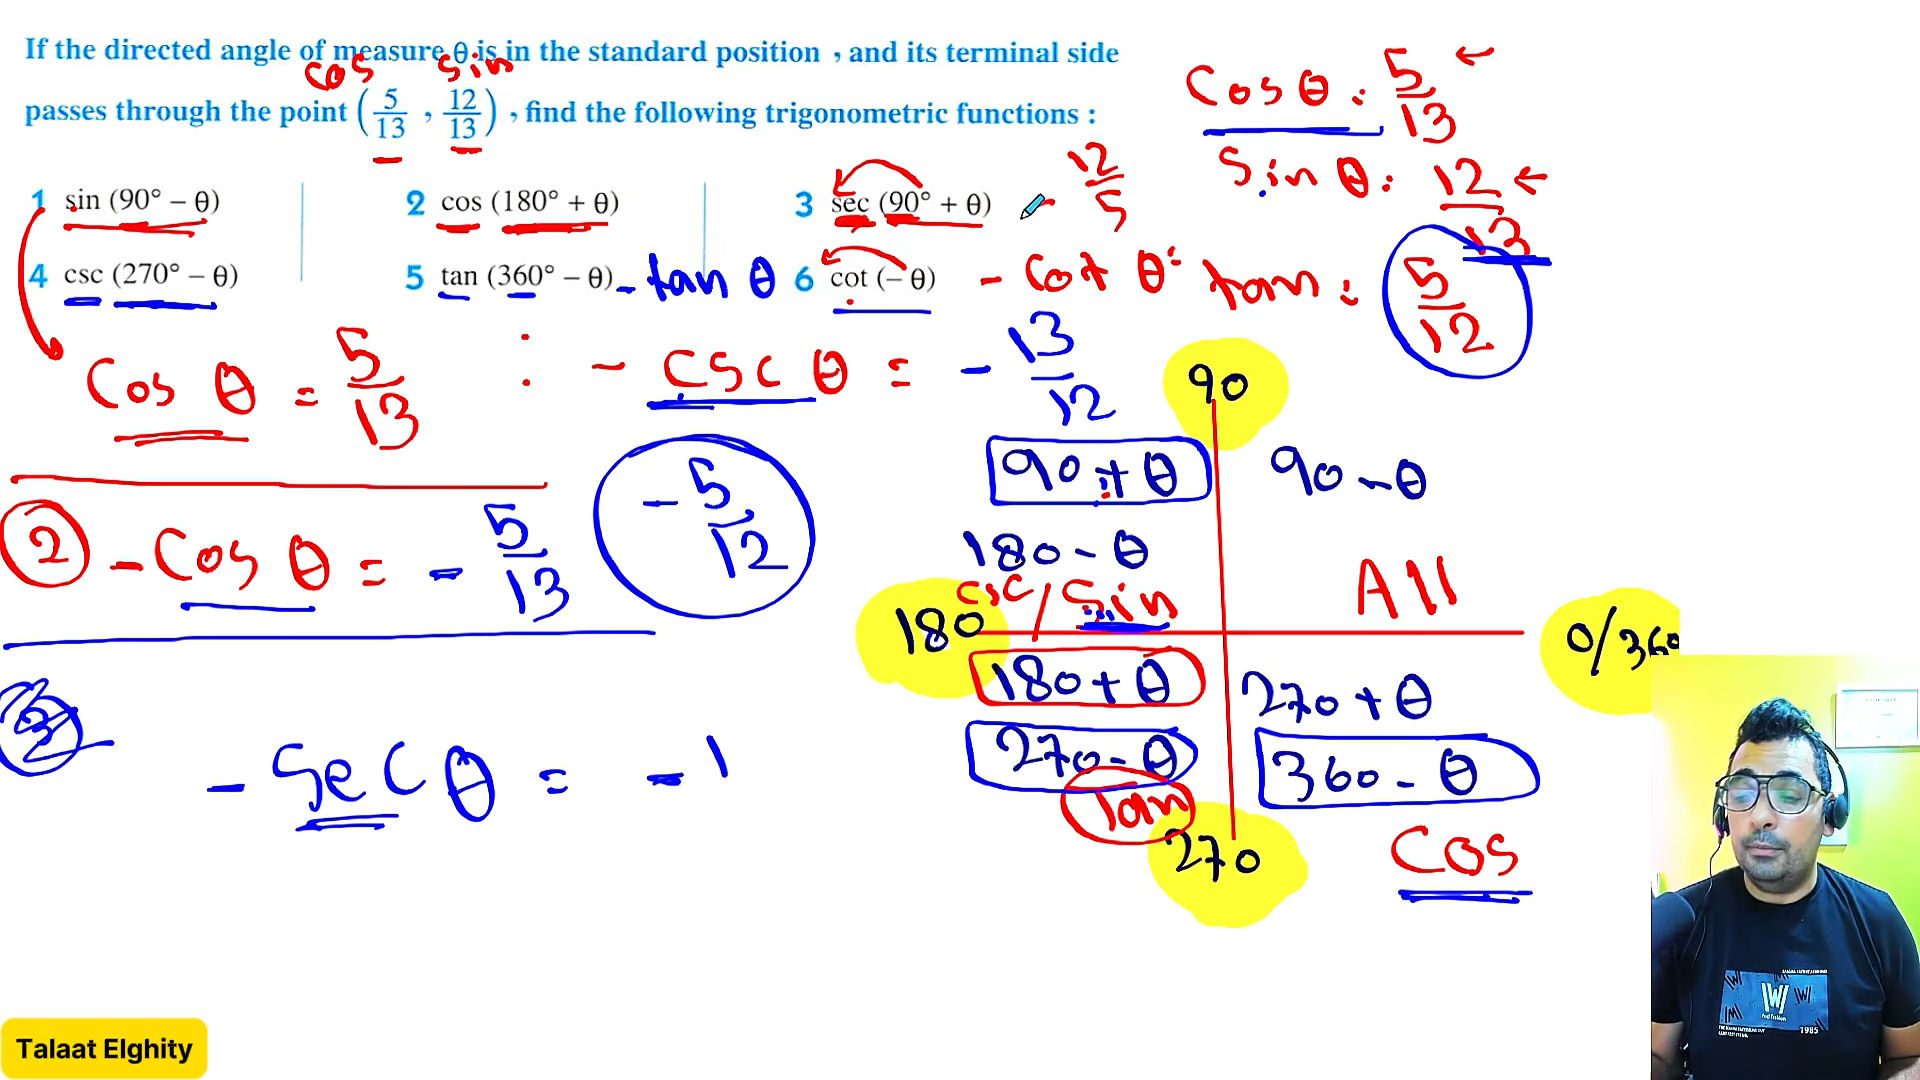 If the directed angle of measure θ is in the standard position , and its terminal side
cos sin
passes through the point (5/13 , 12/13) , find the following trigonometric functions :
Cos θ : 5/13 ←
Sin θ : 12/13 ←
1 sin (90° – θ)
2 cos (180° + θ)
3 sec (90° + θ) - 12/5
4 csc (270° – θ)
5 tan (360° – θ) - tan θ
6 cot (– θ) - Cot θ :
tan : 5/12
Cos θ = 5/13
: - csc θ = - 13/12
② - Cos θ = - 5/13
- 5/12
- Sec θ = - 1
90
90 + θ
90 - θ
180 - θ
csc / Sin
All
180
0/360
180 + θ
270 + θ
270 - θ
360 - θ
Tan
270
Cos
1985
Talaat Elghity